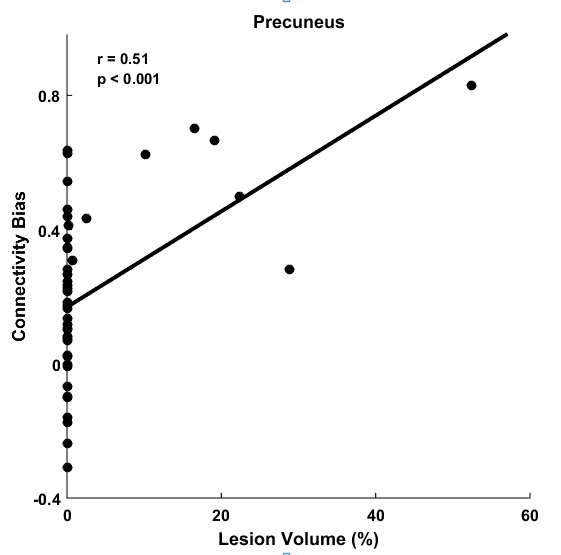 Precuneus
r = 0.51
p < 0.001
0.8
0.4
0
-0.4
Connectivity Bias
0 20 40 60
Lesion Volume (%)